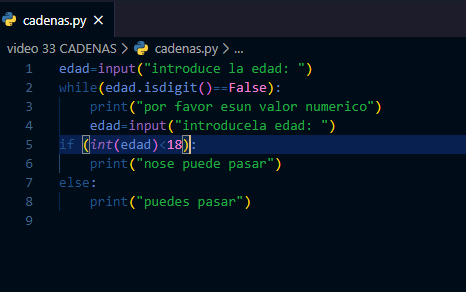 cadenas.py ×
video 33 CADENAS > cadenas.py > ...
1 edad=input("introduce la edad: ")
2 while(edad.isdigit()==False):
3 print("por favor esun valor numerico")
4 edad=input("introducela edad: ")
5 if (int(edad)<18):
6 print("nose puede pasar")
7 else:
8 print("puedes pasar")
9